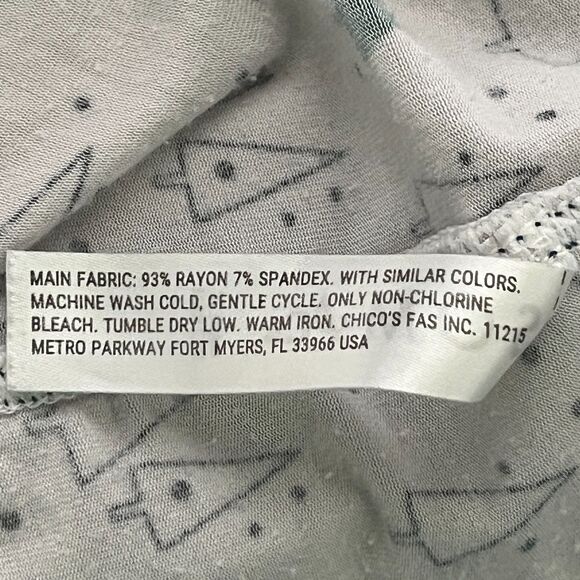 MAIN FABRIC: 93% RAYON 7% SPANDEX. WITH SIMILAR COLORS.
MACHINE WASH COLD, GENTLE CYCLE. ONLY NON-CHLORINE
BLEACH. TUMBLE DRY LOW. WARM IRON. CHICO'S FAS INC. 11215
METRO PARKWAY FORT MYERS, FL 33966 USA